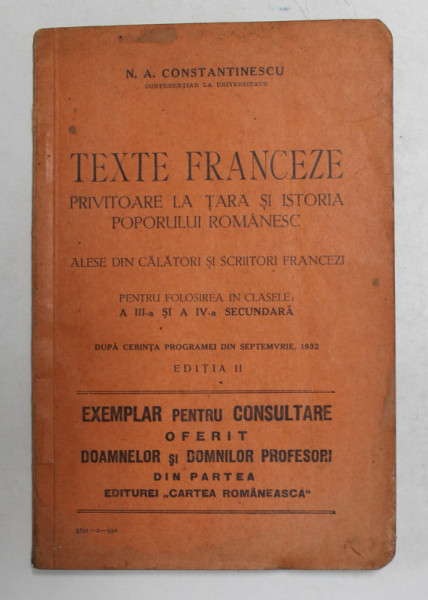 N. A. CONSTANTINESCU
CONFERENȚIAR LA UNIVERSITATE
TEXTE FRANCEZE
PRIVITOARE LA ȚARA ȘI ISTORIA
POPORULUI ROMÂNESC
ALESE DIN CĂLĂTORI ȘI SCRIITORI FRANCEZI
PENTRU FOLOSIREA IN CLASELE:
A III-a ȘI A IV-a SECUNDARĂ
DUPĂ CERINȚA PROGRAMEI DIN SEPTEMVRIE, 1932
EDIȚIA II
EXEMPLAR PENTRU CONSULTARE
OFERIT
DOAMNELOR și DOMNILOR PROFESORI
DIN PARTEA
EDITUREI „CARTEA ROMÂNEASCĂ"